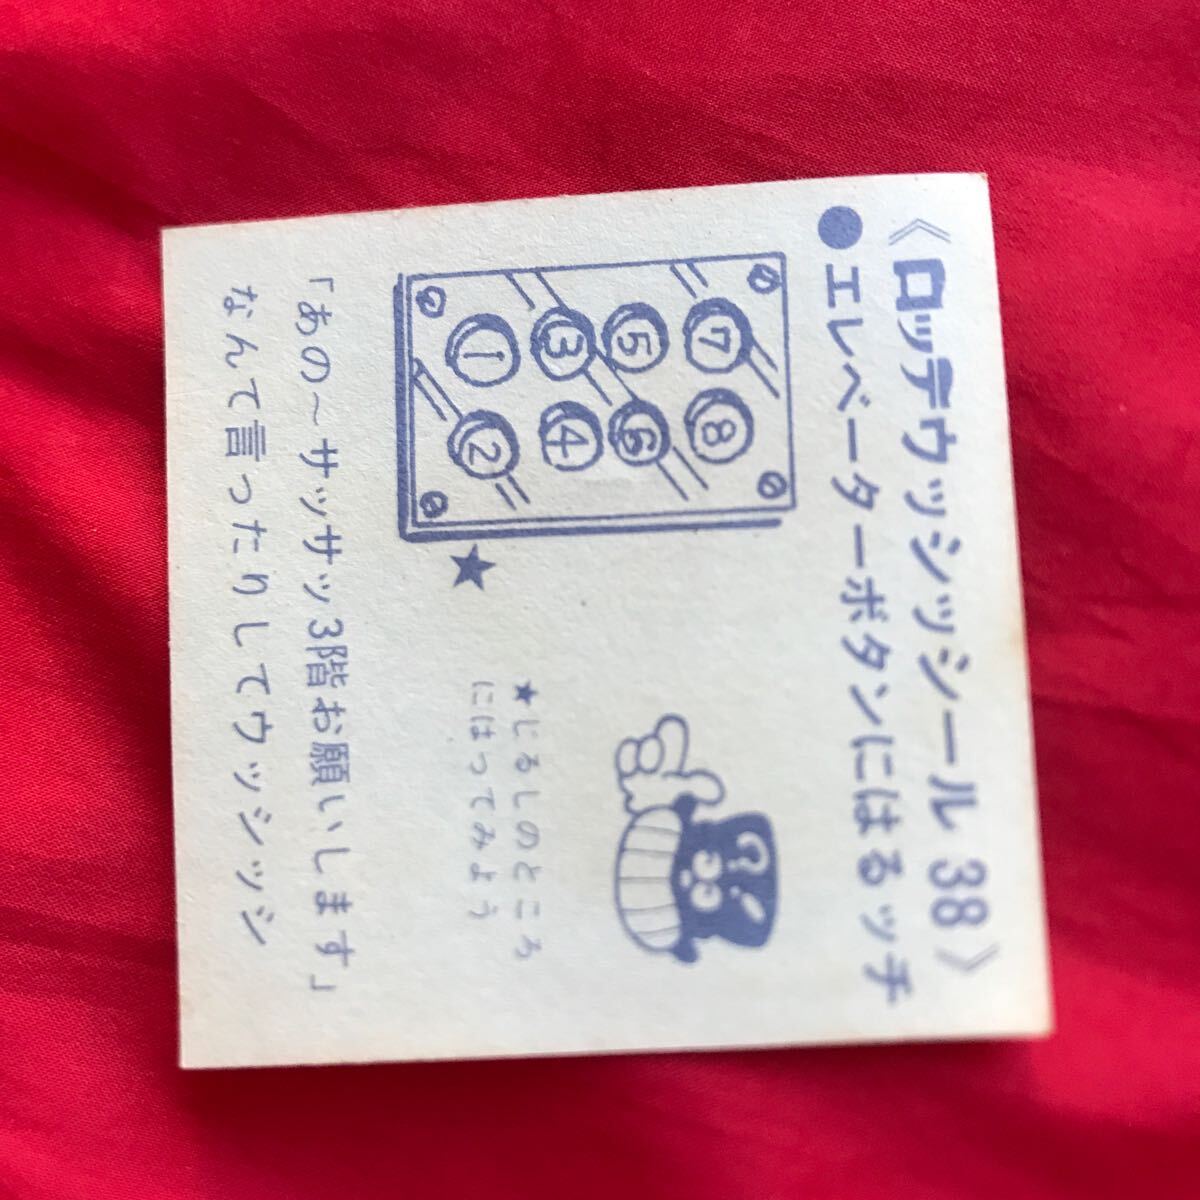 《ロッテウッシッシール 38》
●エレベーターボタンにはるッチ
⑦ ⑧
⑤ ⑥
③ ④
① ②
★
★じるしのところ
にはってみよう
「あの〜サッサッ3階お願いします」
なんて言ったりしてウッシッシ